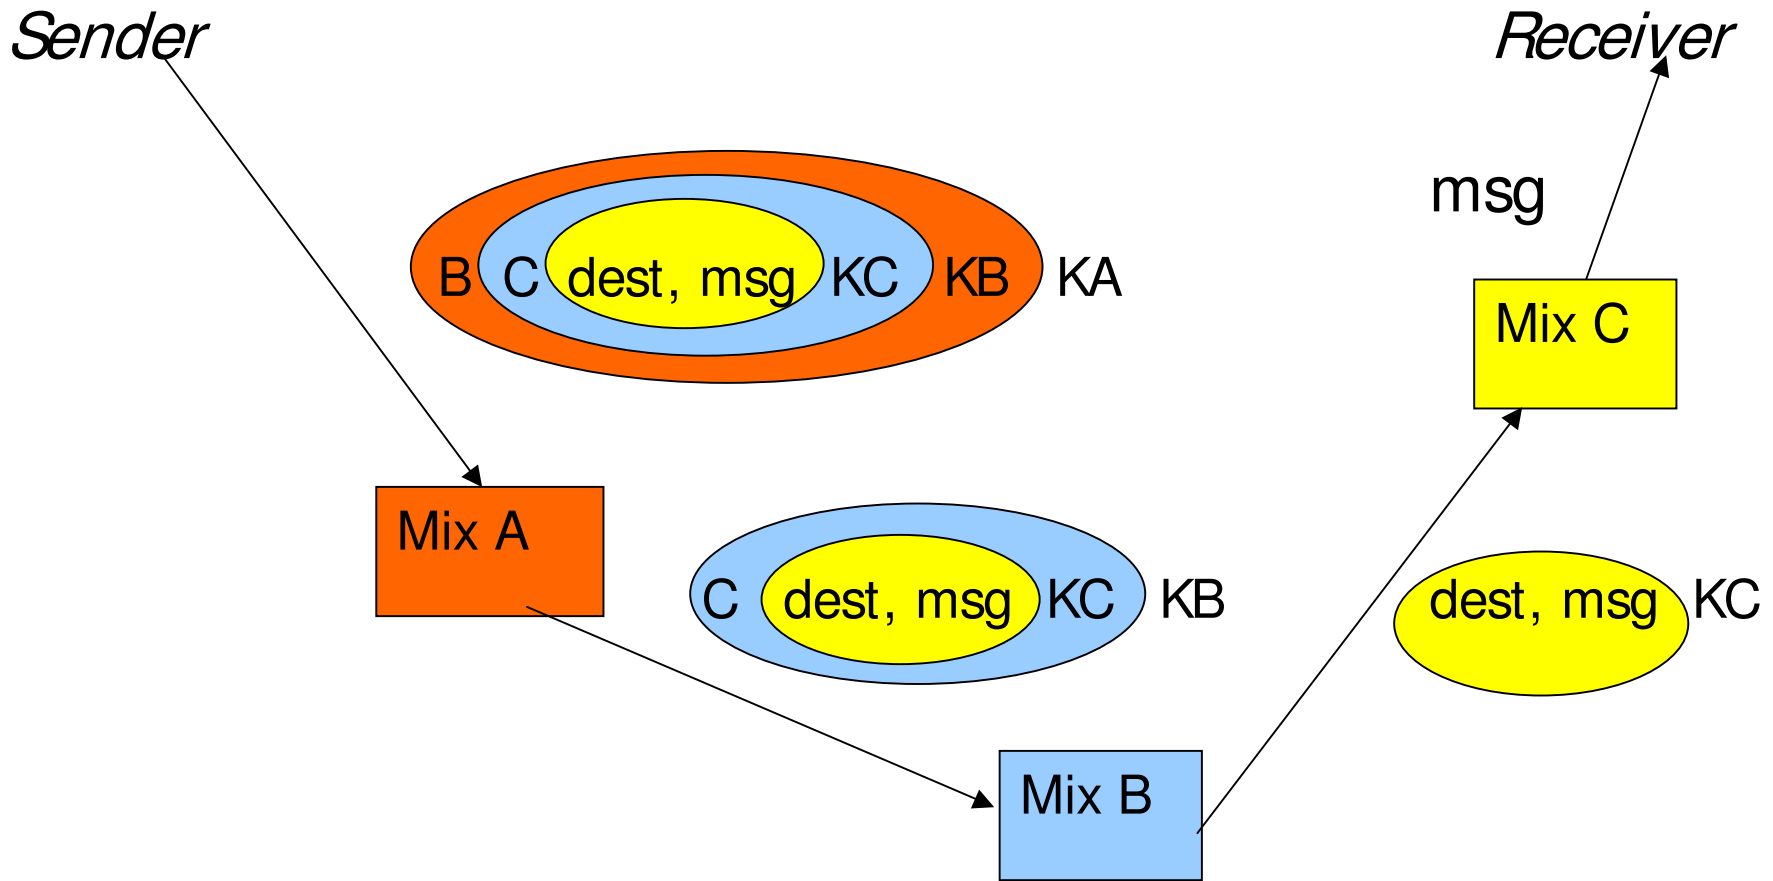 Sender
Receiver
msg
B C dest, msg KC KB KA
Mix C
Mix A
C dest, msg KC KB
dest, msg KC
Mix B